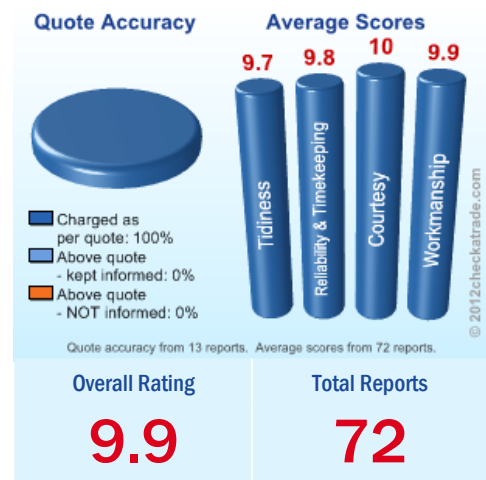 Quote Accuracy
Charged as
per quote: 100%
Above quote
- kept informed: 0%
Above quote
- NOT informed: 0%
Average Scores
9.7
9.8
10
9.9
Tidiness
Reliability & Timekeeping
Courtesy
Workmanship
© 2012checkatrade.com
Quote accuracy from 13 reports. Average scores from 72 reports.
Overall Rating
9.9
Total Reports
72